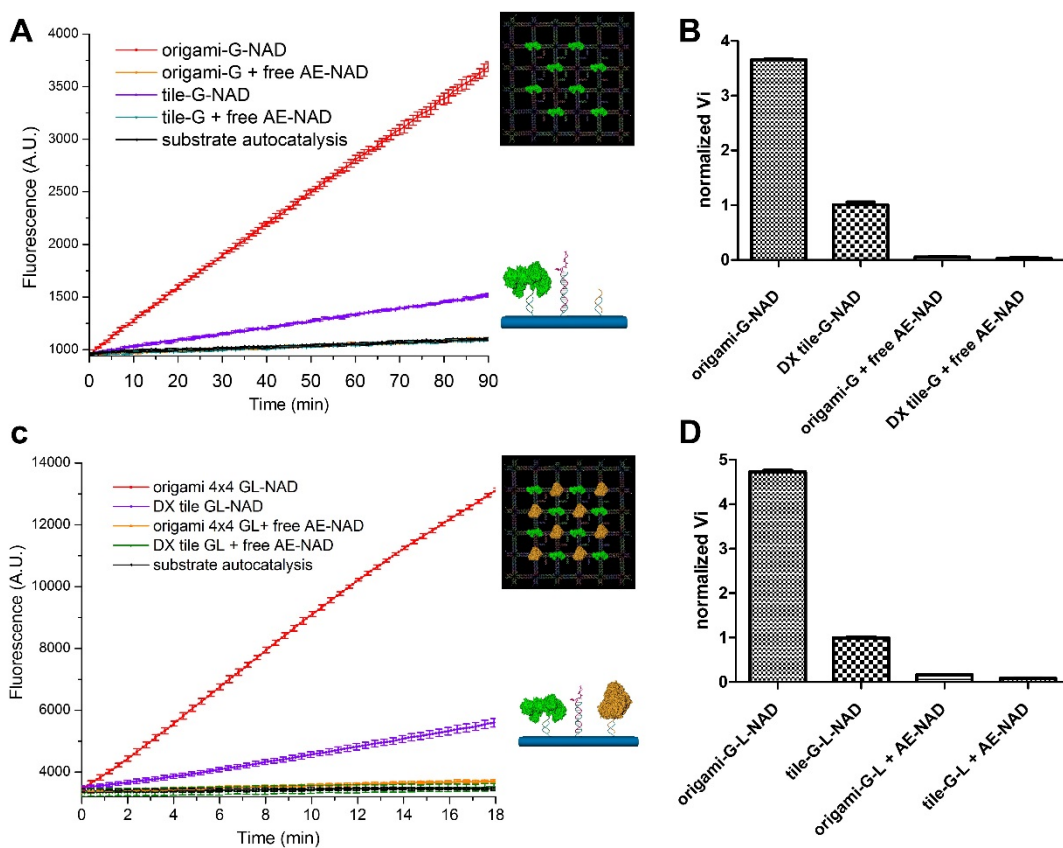 A
Fluorescence (A.U.)
4000
3500
3000
2500
2000
1500
1000
origami-G-NAD
origami-G + free AE-NAD
tile-G-NAD
tile-G + free AE-NAD
substrate autocatalysis
0 10 20 30 40 50 60 70 80 90
Time (min)
B
normalized Vi
4
3
2
1
0
origami-G-NAD
DX tile-G-NAD
origami-G + free AE-NAD
DX tile-G + free AE-NAD
c
Fluorescence (A.U.)
14000
12000
10000
8000
6000
4000
origami 4x4 GL-NAD
DX tile GL-NAD
origami 4x4 GL+ free AE-NAD
DX tile GL + free AE-NAD
substrate autocatalysis
0 2 4 6 8 10 12 14 16 18
Time (min)
D
normalized Vi
5
4
3
2
1
0
origami-G-L-NAD
tile-G-L-NAD
origami-G-L + AE-NAD
tile-G-L + AE-NAD